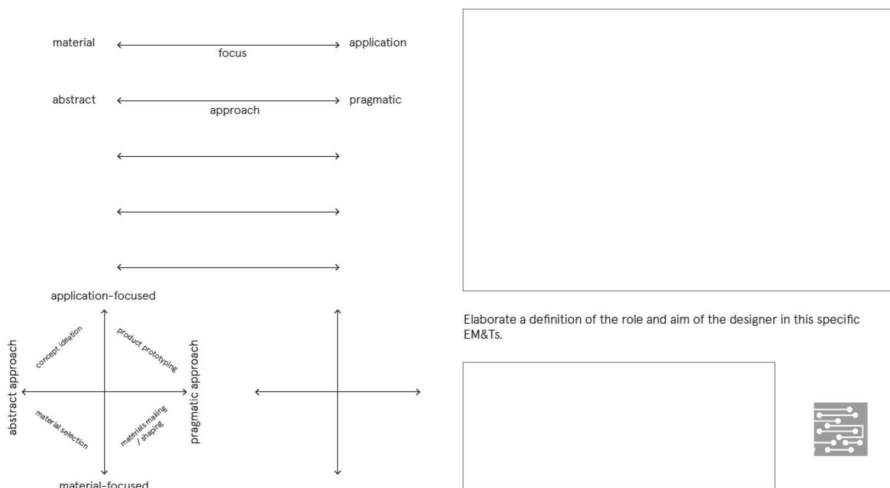 material
application
focus
abstract
pragmatic
approach
application-focused
concept ideation
product prototyping
abstract approach
pragmatic approach
material selection
materials making
/ shaping
material-focused
Elaborate a definition of the role and aim of the designer in this specific
EM&Ts.